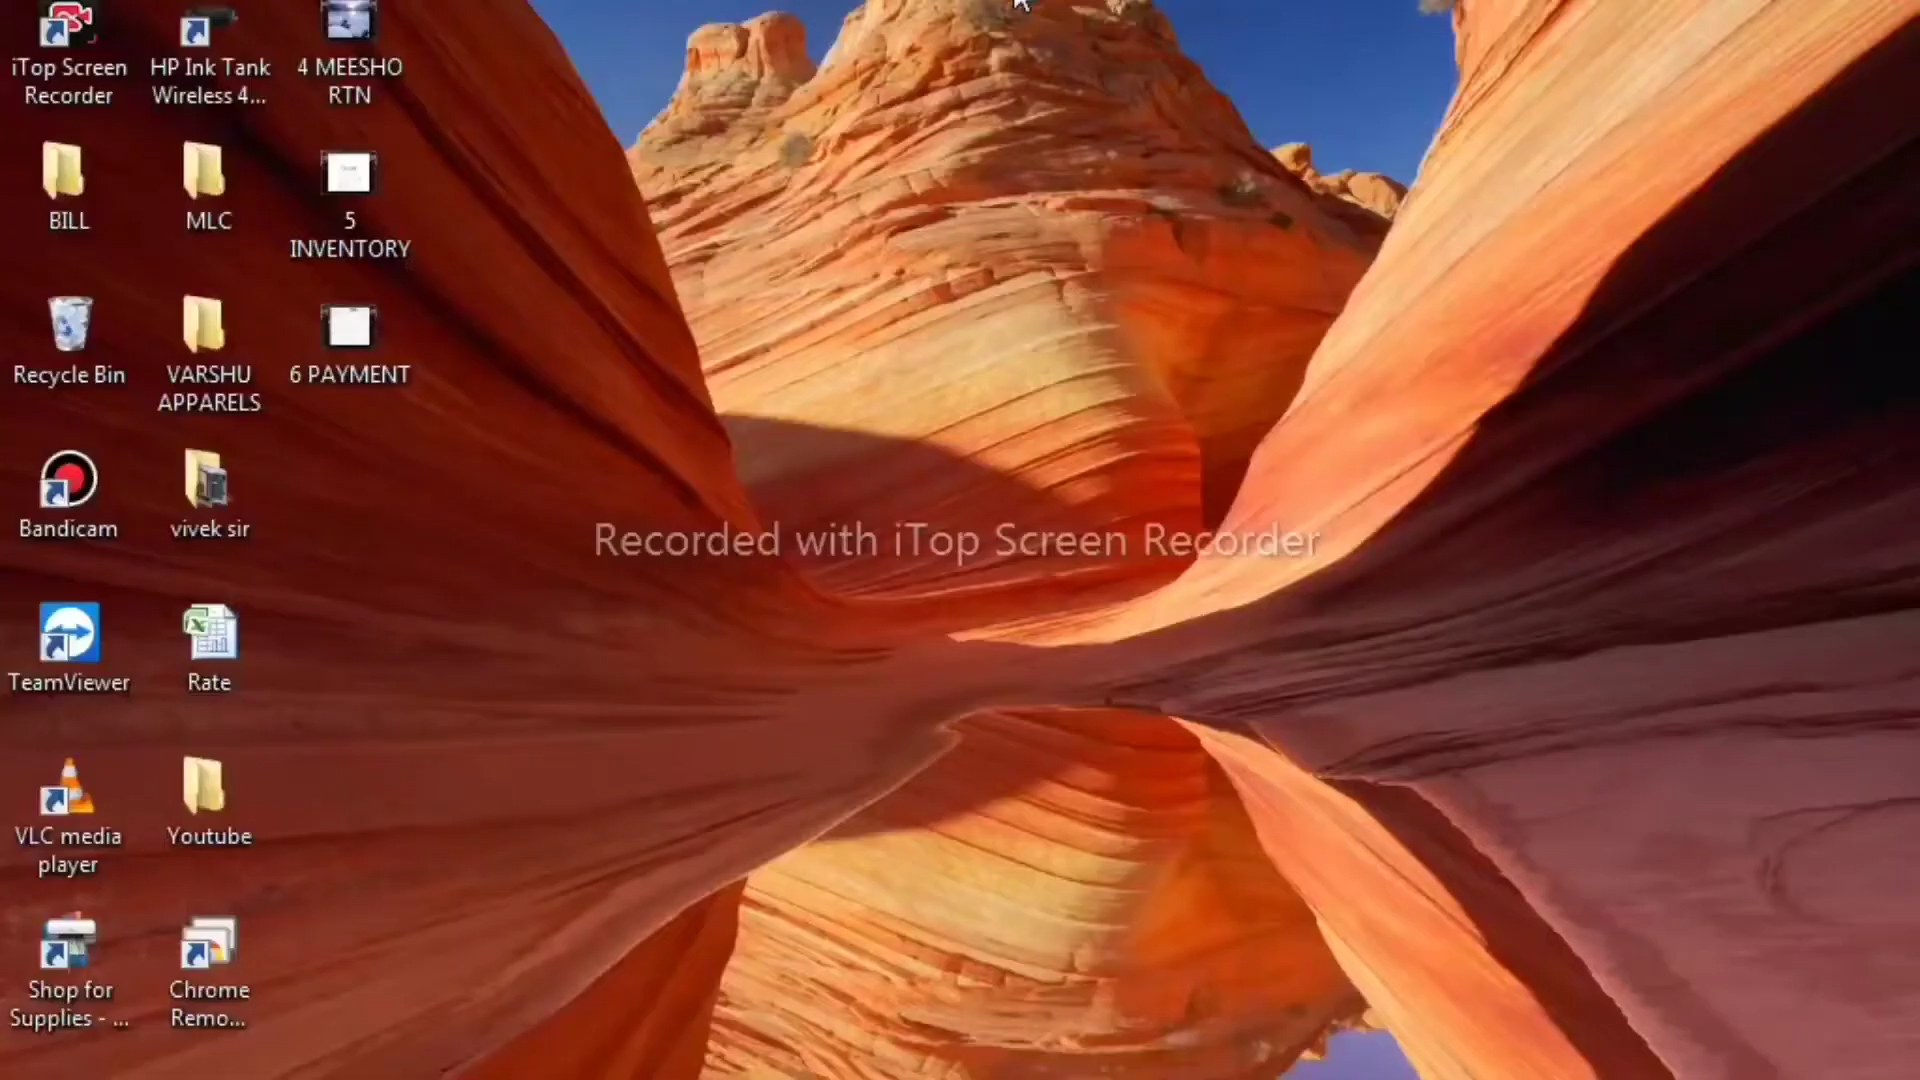 iTop Screen
Recorder
HP Ink Tank
Wireless 4...
4 MEESHO
RTN
BILL
MLC
5
INVENTORY
Recycle Bin
VARSHU
APPARELS
6 PAYMENT
Bandicam
vivek sir
Recorded with iTop Screen Recorder
TeamViewer
Rate
VLC media
player
Youtube
Shop for
Supplies - ...
Chrome
Remo...